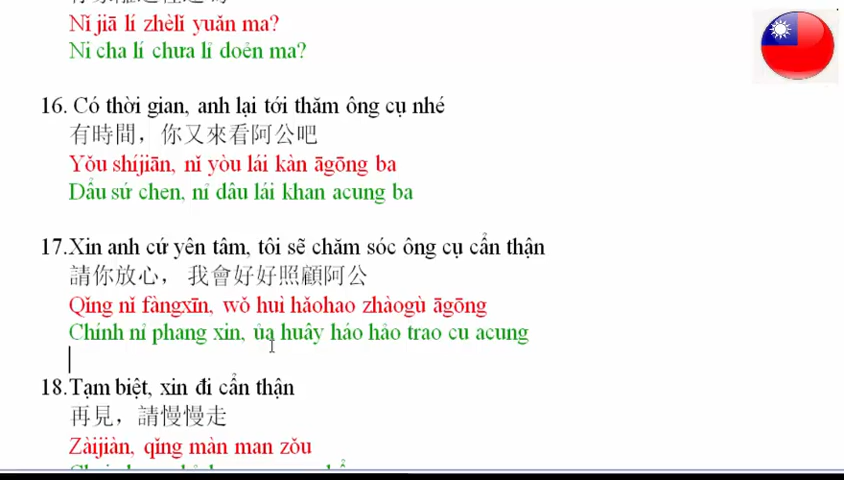 Nǐ jiā lí zhèlǐ yuǎn ma?
Nỉ cha lí chưa lỉ doẻn ma?
16. Có thời gian, anh lại tới thăm ông cụ nhé
有時間，你又來看阿公吧
Yǒu shíjiān, nǐ yòu lái kàn āgōng ba
Dẩu sứ chen, nỉ dâu lái khan acung ba
17.Xin anh cứ yên tâm, tôi sẽ chăm sóc ông cụ cẩn thận
請你放心， 我會好好照顧阿公
Qǐng nǐ fàngxīn, wǒ huì hǎohao zhàogù āgōng
Chính nỉ phang xin, ủa huây háo hảo trao cu acung
18.Tạm biệt, xin đi cẩn thận
再見，請慢慢走
Zàijiàn, qǐng màn man zǒu